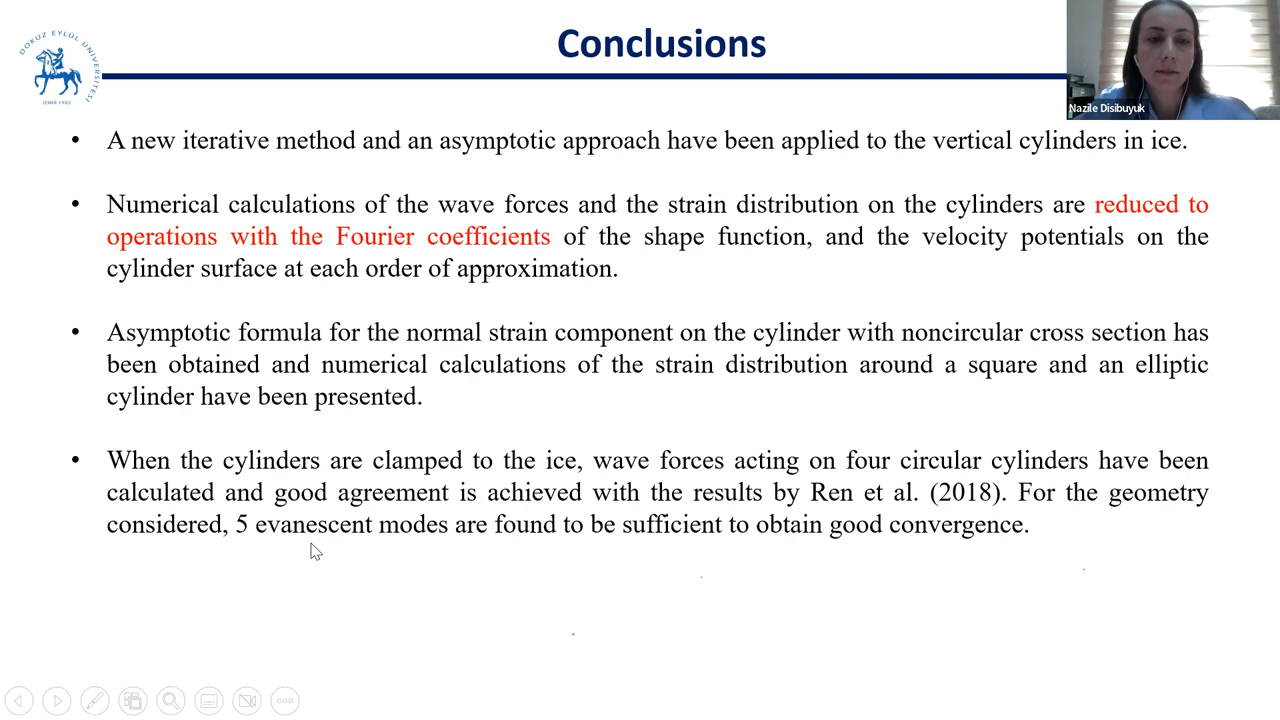 DOKUZ EYLÜL ÜNİVERSİTESİ
İZMİR-1982
Conclusions
Nazile Disibuyuk
• A new iterative method and an asymptotic approach have been applied to the vertical cylinders in ice.
• Numerical calculations of the wave forces and the strain distribution on the cylinders are reduced to
operations with the Fourier coefficients of the shape function, and the velocity potentials on the
cylinder surface at each order of approximation.
• Asymptotic formula for the normal strain component on the cylinder with noncircular cross section has
been obtained and numerical calculations of the strain distribution around a square and an elliptic
cylinder have been presented.
• When the cylinders are clamped to the ice, wave forces acting on four circular cylinders have been
calculated and good agreement is achieved with the results by Ren et al. (2018). For the geometry
considered, 5 evanescent modes are found to be sufficient to obtain good convergence.